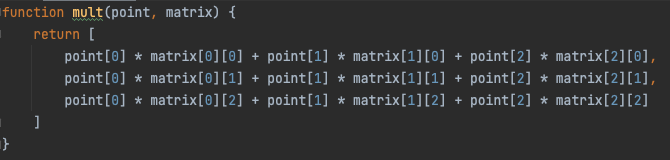 function mult(point, matrix) {
    return [
        point[0] * matrix[0][0] + point[1] * matrix[1][0] + point[2] * matrix[2][0],
        point[0] * matrix[0][1] + point[1] * matrix[1][1] + point[2] * matrix[2][1],
        point[0] * matrix[0][2] + point[1] * matrix[1][2] + point[2] * matrix[2][2]
    ]
}